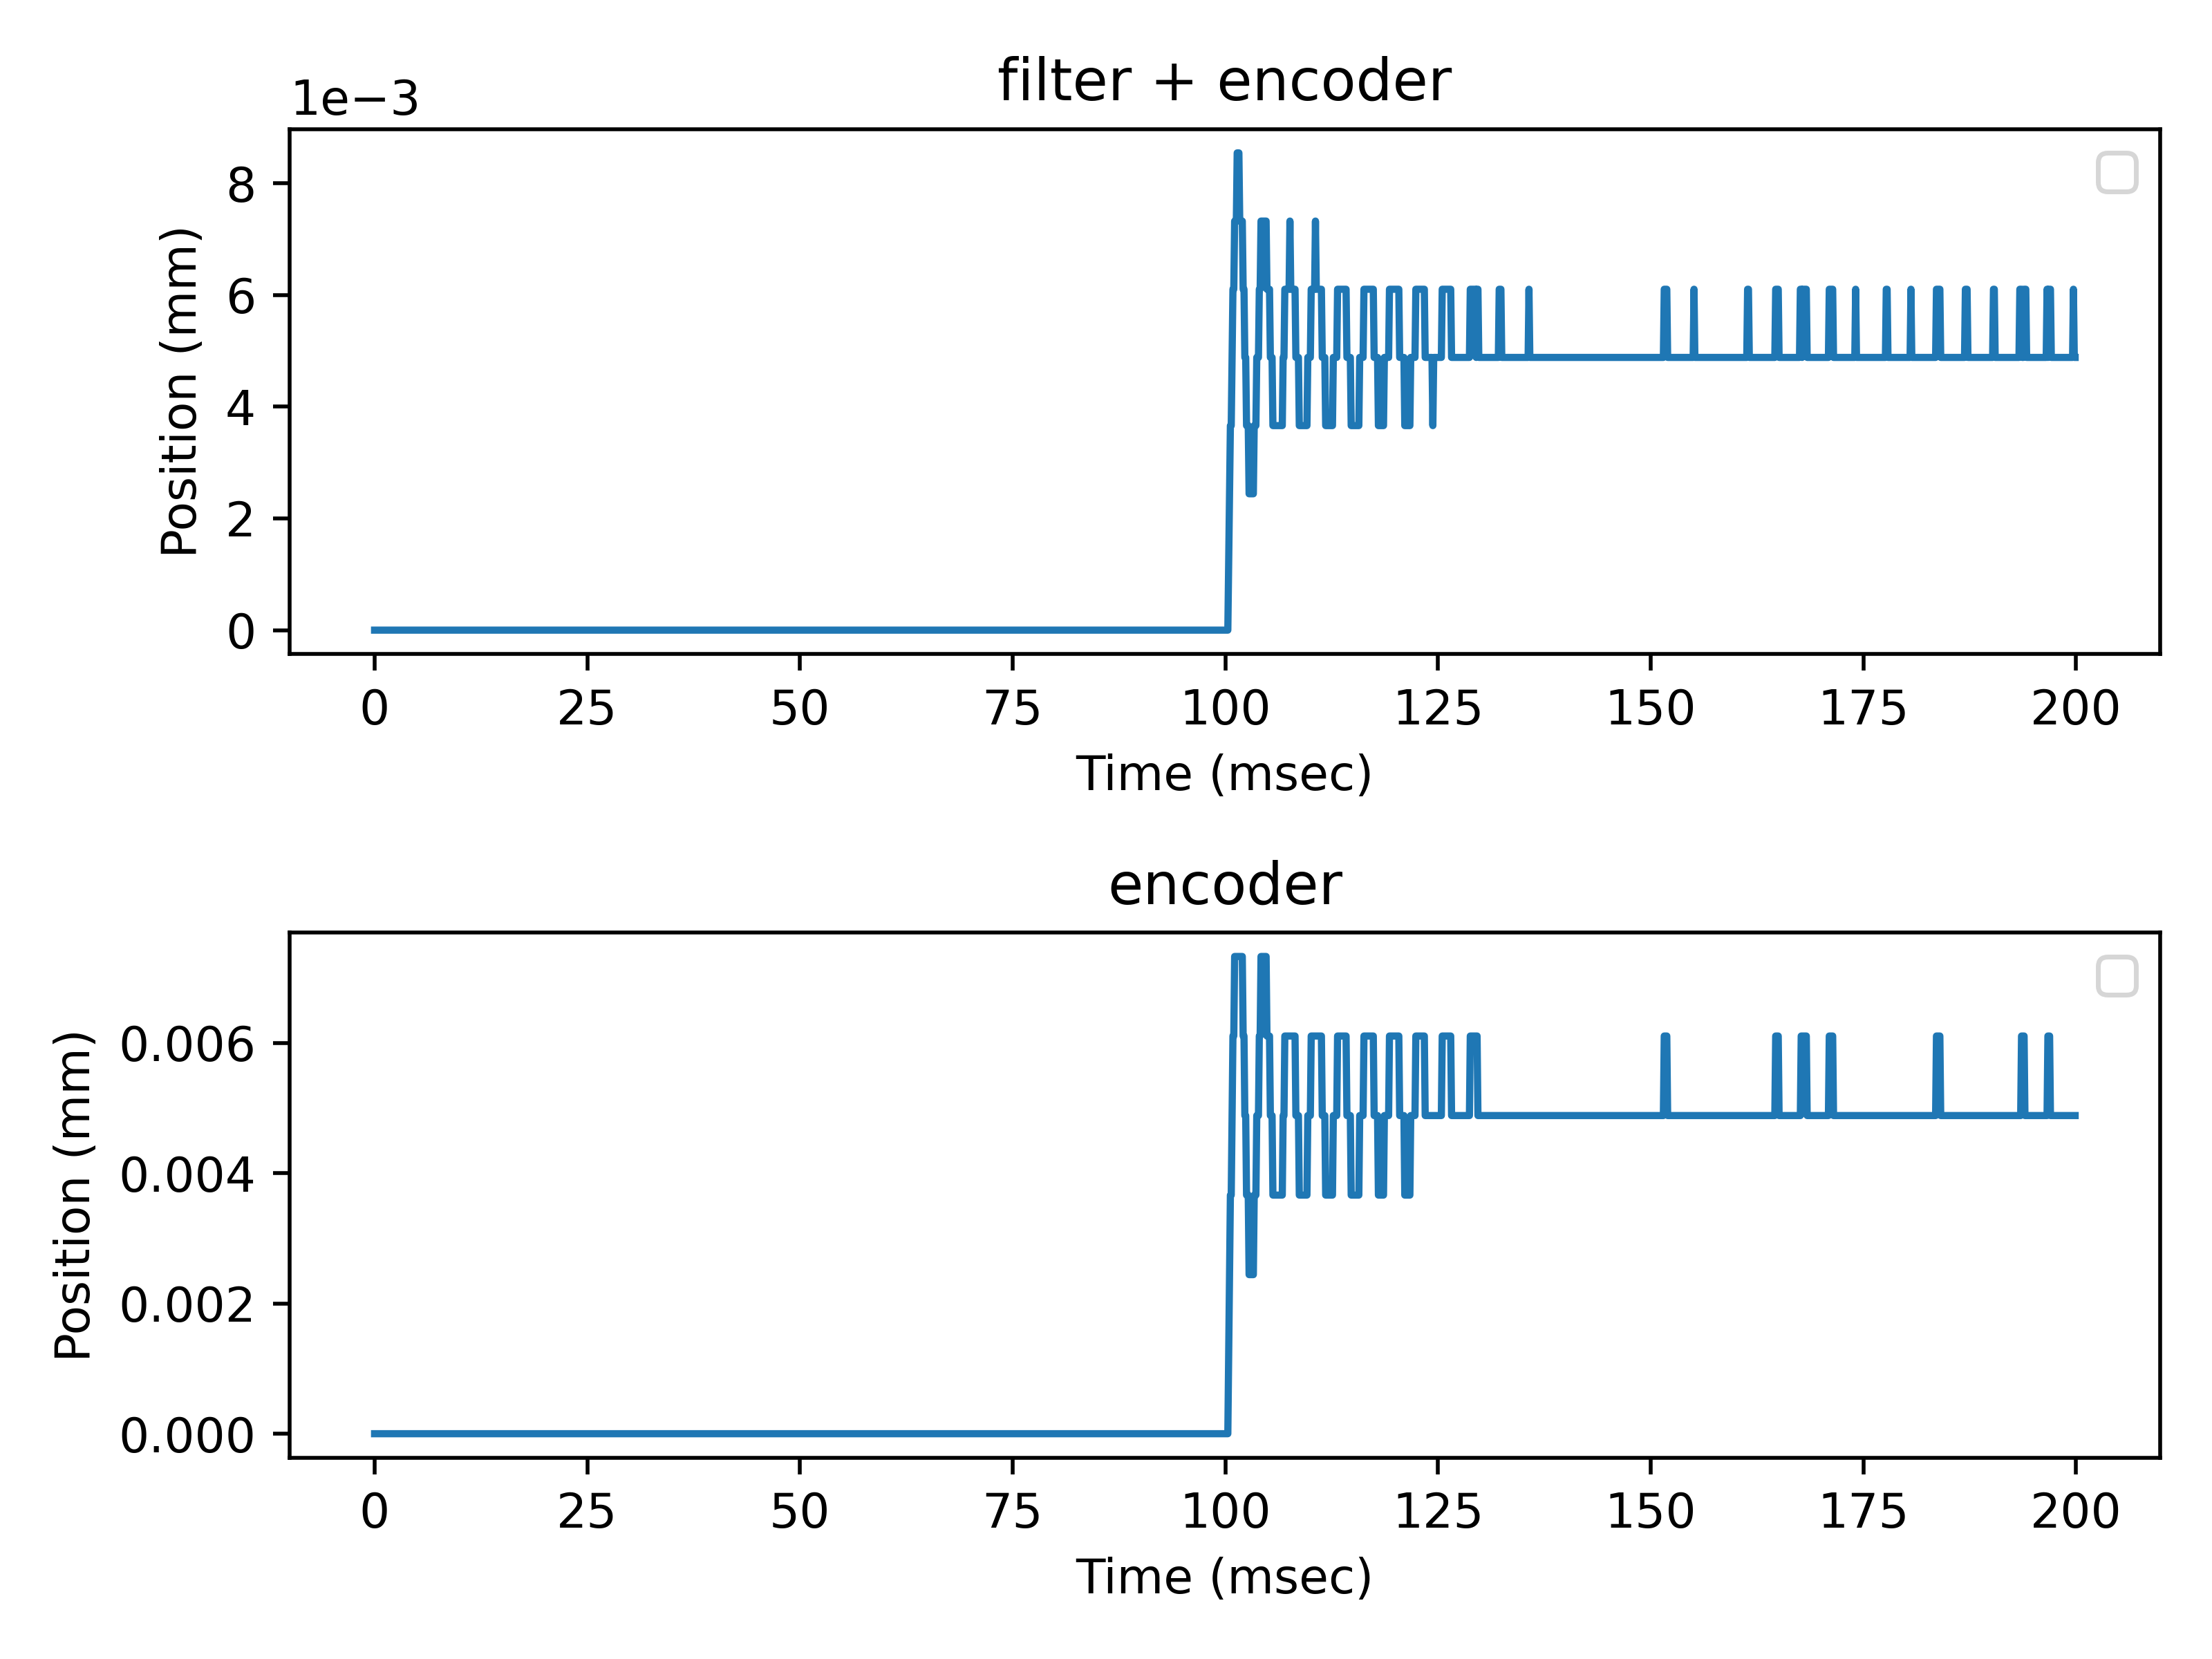 filter + encoder
1e−3
8
6
4
2
0
Position (mm)
0 25 50 75 100 125 150 175 200
Time (msec)
encoder
0.006
0.004
0.002
0.000
Position (mm)
0 25 50 75 100 125 150 175 200
Time (msec)